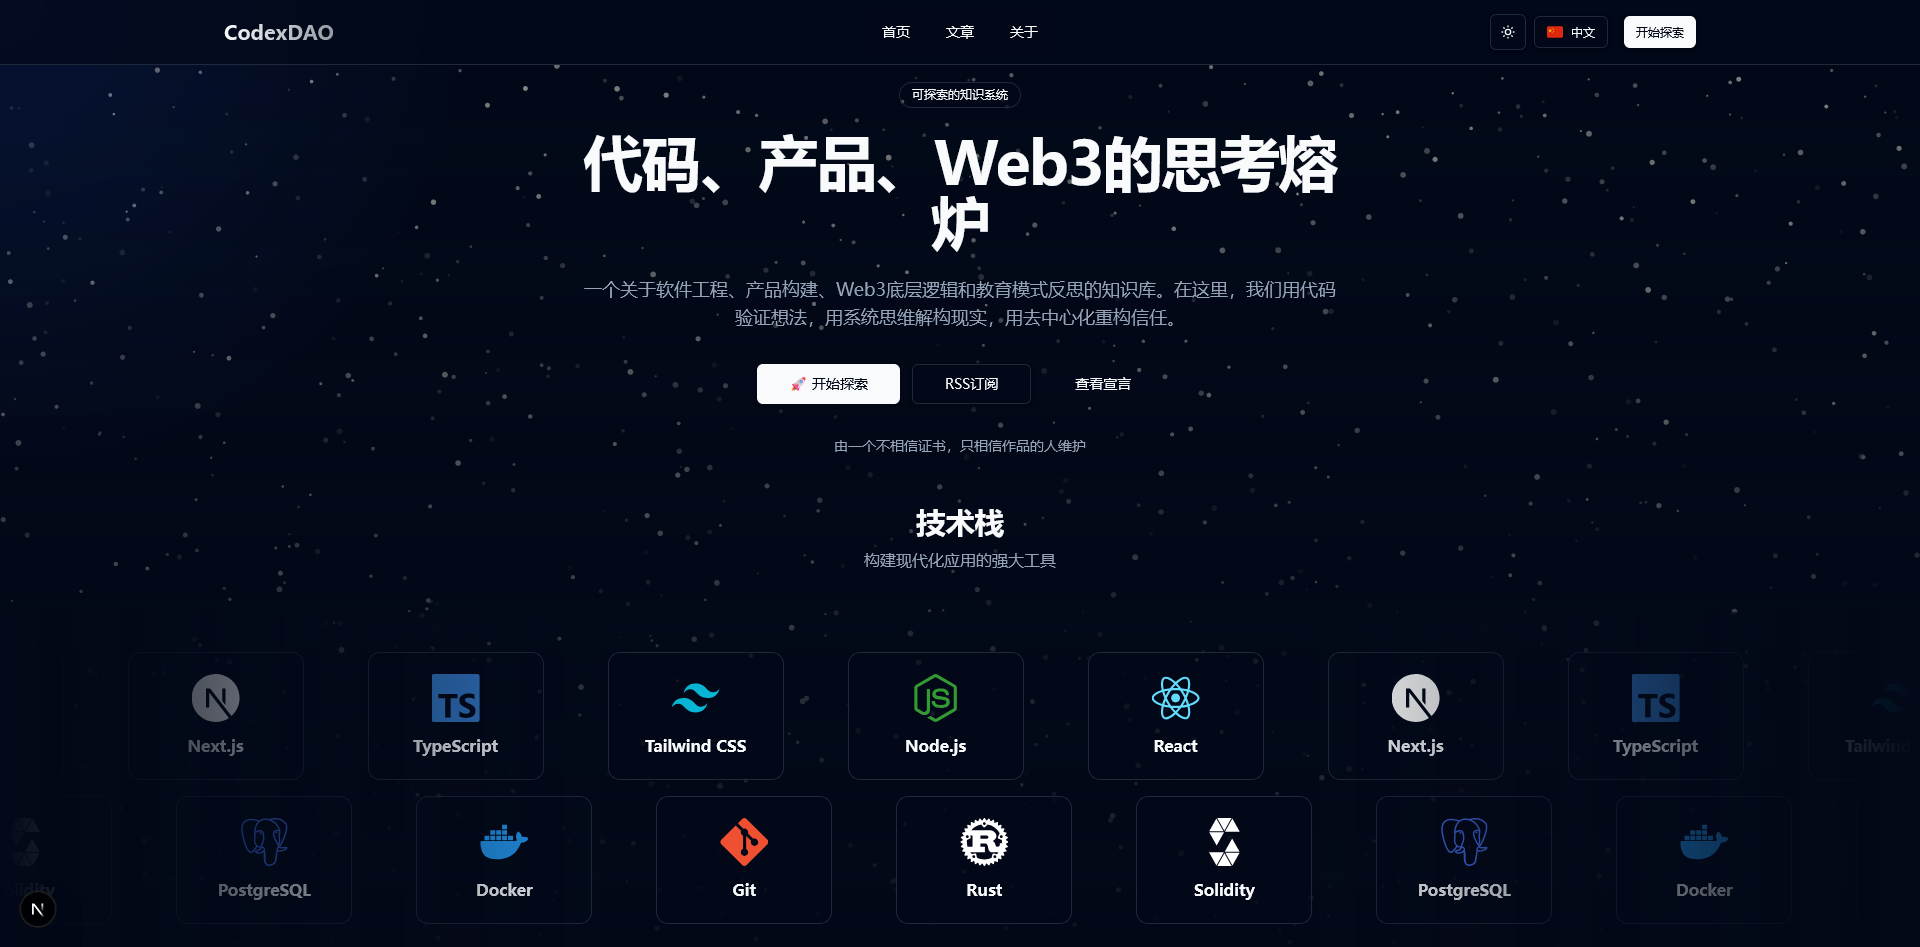 CodexDAO
首页
文章
关于
中文
开始探索
可探索的知识系统
代码、产品、Web3的思考熔
炉
一个关于软件工程、产品构建、Web3底层逻辑和教育模式反思的知识库。在这里，我们用代码
验证想法，用系统思维解构现实，用去中心化重构信任。
🚀 开始探索
RSS订阅
查看宣言
由一个不相信证书，只相信作品的人维护
技术栈
构建现代化应用的强大工具
N
TS
JS
N
TS
Next.js
TypeScript
Tailwind CSS
Node.js
React
Next.js
TypeScript
Tailwind
R
PostgreSQL
Docker
Git
Rust
Solidity
PostgreSQL
Docker
N